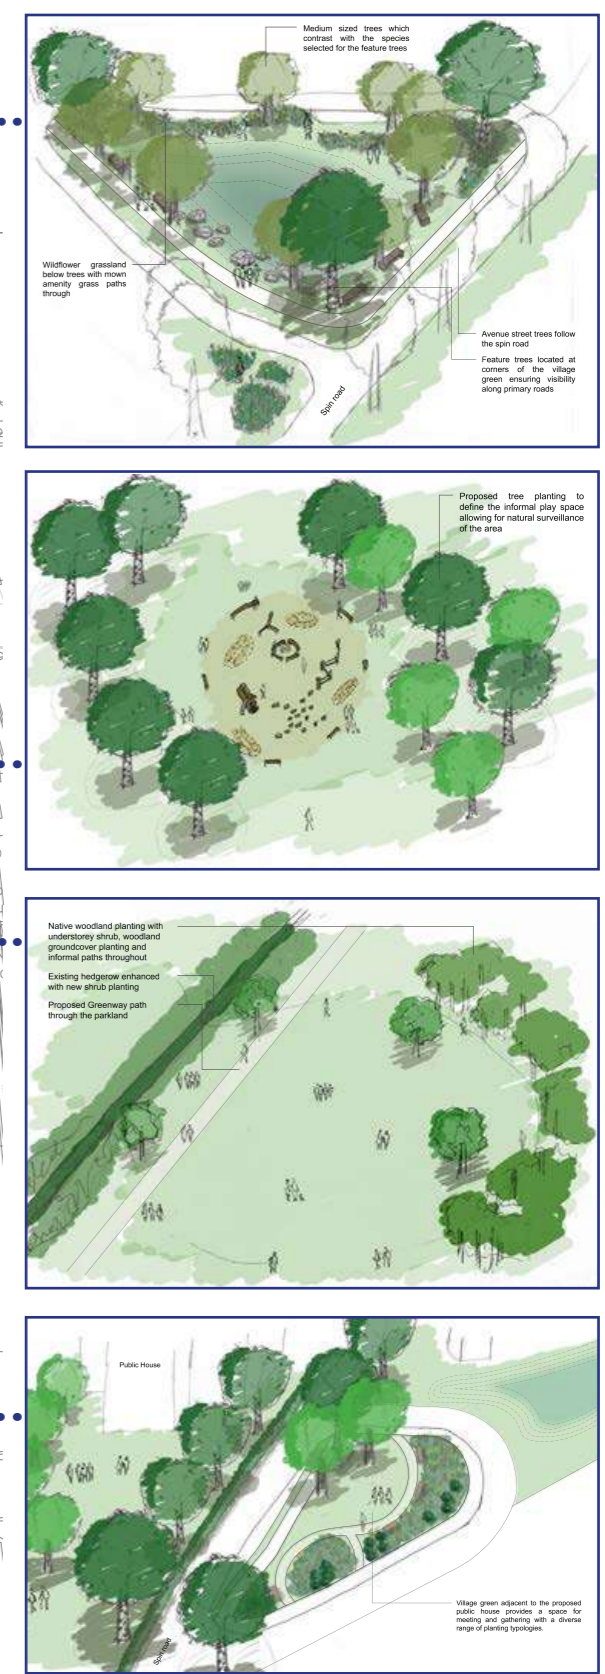 Medium sized trees which
contrast with the species
selected for the feature trees
Wildflower grassland
below trees with mown
amenity grass paths
through
Avenue street trees follow
the spin road
Feature trees located at
corners of the village
green ensuring visibility
along primary roads
Spin road
Proposed tree planting to
define the informal play space
allowing for natural surveillance
of the area
Native woodland planting with
understorey shrub, woodland
groundcover planting and
informal paths throughout
Existing hedgerow enhanced
with new shrub planting
Proposed Greenway path
through the parkland
Public House
Village green adjacent to the proposed
public house provides a space for
meeting and gathering with a diverse
range of planting typologies.
Spin road